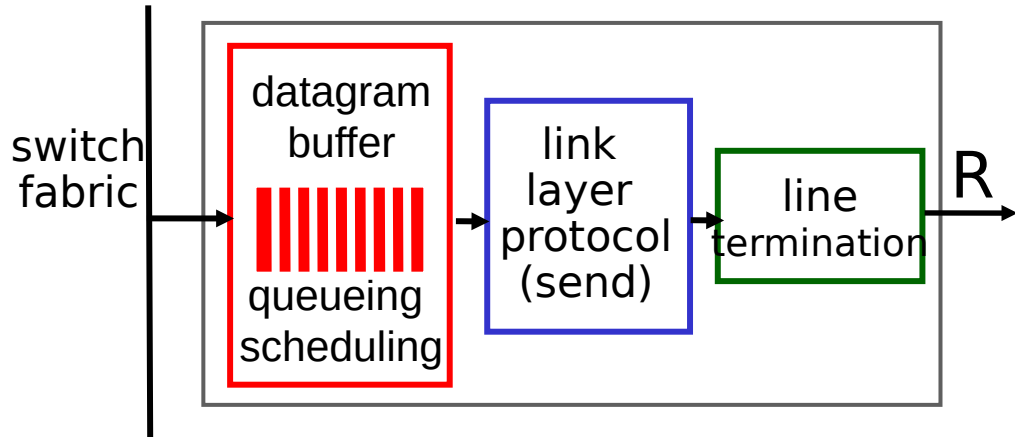 switch
fabric
datagram
buffer
queueing
scheduling
link
layer
protocol
(send)
line
termination
R